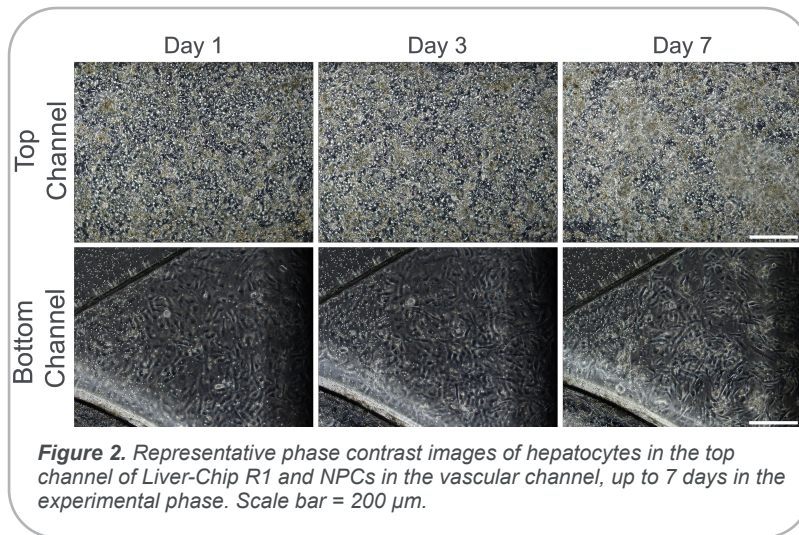 Day 1 Day 3 Day 7
Top
Channel
Bottom
Channel
Figure 2. Representative phase contrast images of hepatocytes in the top
channel of Liver-Chip R1 and NPCs in the vascular channel, up to 7 days in the
experimental phase. Scale bar = 200 µm.